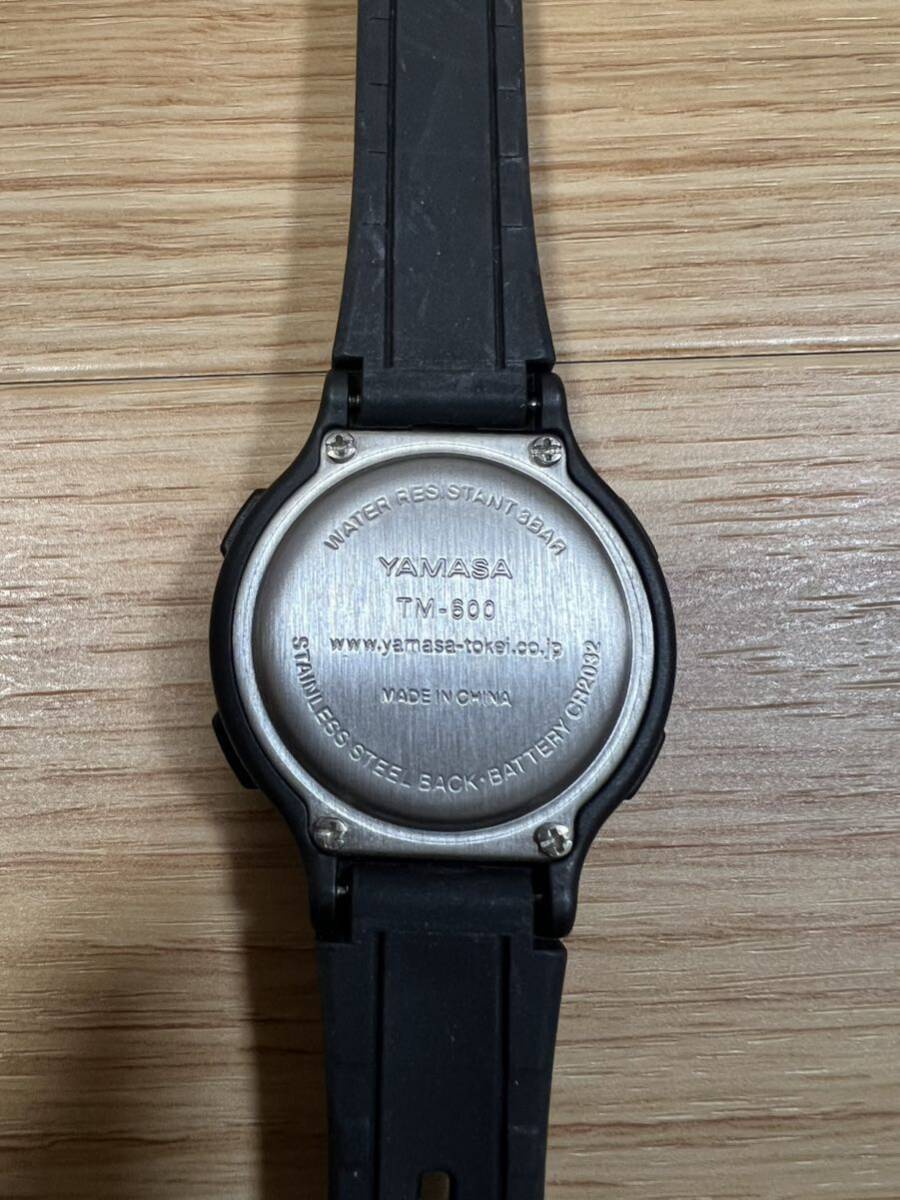 WATER RESISTANT 3BAR
YAMASA
TM-600
www.yamasa-tokei.co.jp
MADE IN CHINA
STAINLESS STEEL BACK·BATTERY CR2032